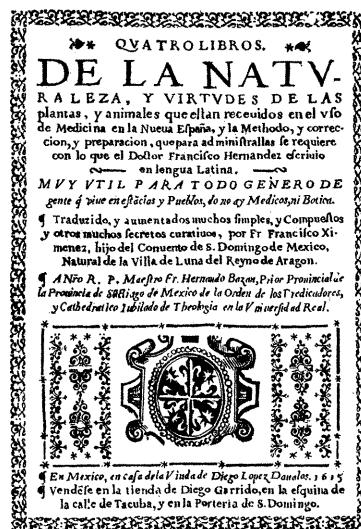 QVATRO LIBROS.
DE LA NATV-
RALEZA, Y VIRTVDES DE LAS
plantas, y animales que estan receuidos en el vso
de Medicina en la Nueua España, y la Methodo, y correc-
cion, y preparacion, que para administrallas se requiere
con lo que el Doctor Francisco Hernandez escriuio
en lengua Latina.
MVY VTIL PARA TODO GENERO DE
gente q̃ viue en estãcias y Pueblos, do no ay Medicos, ni Botica.
¶ Traduzido, y aumentados muchos simples, y Compuestos
y otros muchos secretos curatiuos, por Fr Francisco Xi-
menez, hijo del Conuento de S. Domingo de Mexico,
Natural de la Villa de Luna del Reyno de Aragon.
¶ A Nro R. P. Maestro Fr. Hernando Bazan, Prior Prouincial de
la Prouincia de Sãctiago de Mexico de la Orden de los Predicadores,
y Cathedratico Iubilado de Theologia en la Vniuersidad Real.
¶ En Mexico, en casa de la Viuda de Diego Lopez Daualos. 1615
¶ Vendẽse en la tienda de Diego Garrido, en la esquina de
la calle de Tacuba, y en la Porteria de S. Domingo.